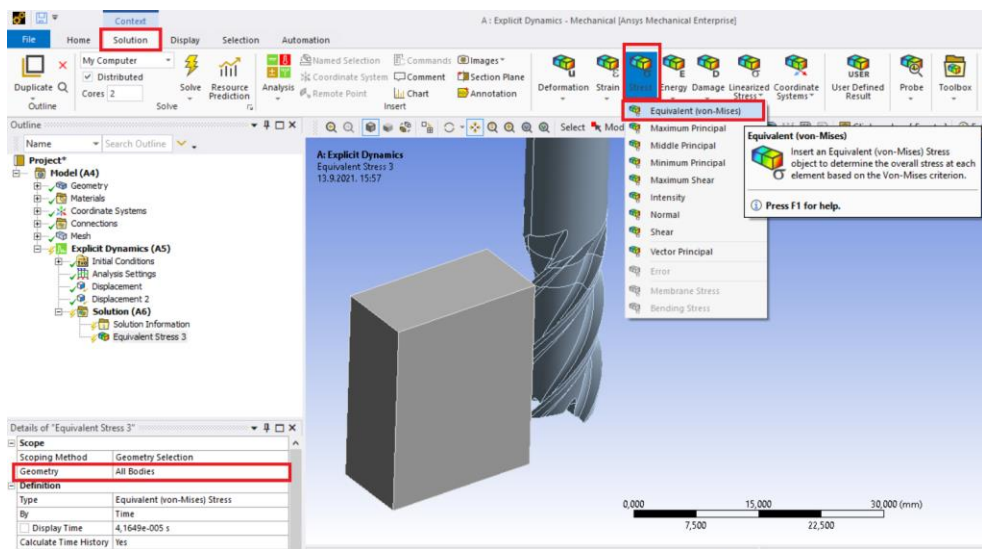 Context
A : Explicit Dynamics - Mechanical [Ansys Mechanical Enterprise]
File Home Solution Display Selection Automation
Duplicate Q
Outline
My Computer
Distributed
Cores 2
Solve
Resource Prediction
Solve
Analysis
Named Selection
Coordinate System
Remote Point
Commands
Comment
Chart
Images
Section Plane
Annotation
Insert
Deformation
Strain
Stress
Energy
Damage
Linearized Stress
Coordinate Systems
USER
User Defined Result
Probe
Toolbox
Outline
Name
Search Outline
Select
Project*
Model (A4)
Geometry
Materials
Coordinate Systems
Connections
Mesh
Explicit Dynamics (A5)
Initial Conditions
Analysis Settings
Displacement
Displacement 2
Solution (A6)
Solution Information
Equivalent Stress 3
A: Explicit Dynamics
Equivalent Stress 3
13.9.2021. 15:57
Equivalent (von-Mises)
Maximum Principal
Middle Principal
Minimum Principal
Maximum Shear
Intensity
Normal
Shear
Vector Principal
Error
Membrane Stress
Bending Stress
Equivalent (von-Mises)
Insert an Equivalent (von-Mises) Stress
object to determine the overall stress at each
element based on the Von-Mises criterion.
Press F1 for help.
Details of "Equivalent Stress 3"
Scope
Scoping Method Geometry Selection
Geometry All Bodies
Definition
Type Equivalent (von-Mises) Stress
By Time
Display Time 4,1649e-005 s
Calculate Time History Yes
0,000 15,000 30,000 (mm)
7,500 22,500